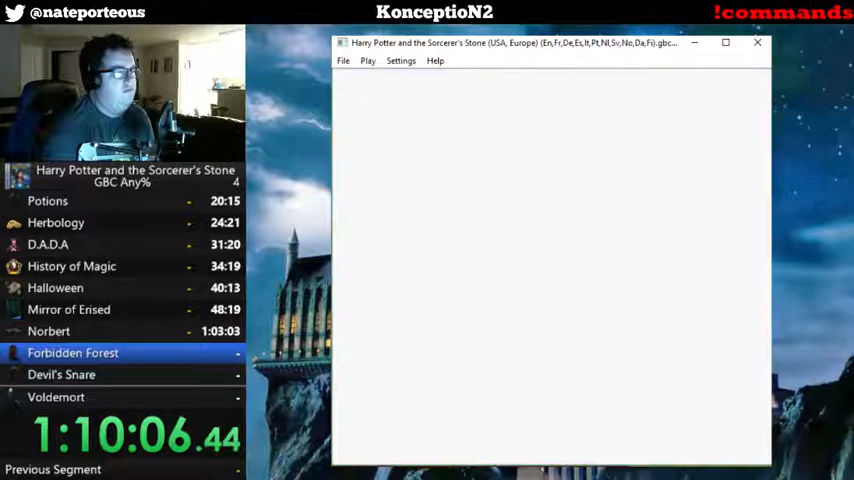 @nateporteous
KonceptioN2
!commands
Harry Potter and the Sorcerer's Stone (USA, Europe) (En,Fr,De,Es,It,Pt,Nl,Sv,No,Da,Fi).gbc...
File Play Settings Help
Harry Potter and the Sorcerer's Stone
GBC Any% 4
Potions - 20:15
Herbology - 24:21
D.A.D.A - 31:20
History of Magic - 34:19
Halloween - 40:13
Mirror of Erised - 48:19
Norbert - 1:03:03
Forbidden Forest -
Devil's Snare -
Voldemort -
1:10:06.44
Previous Segment -